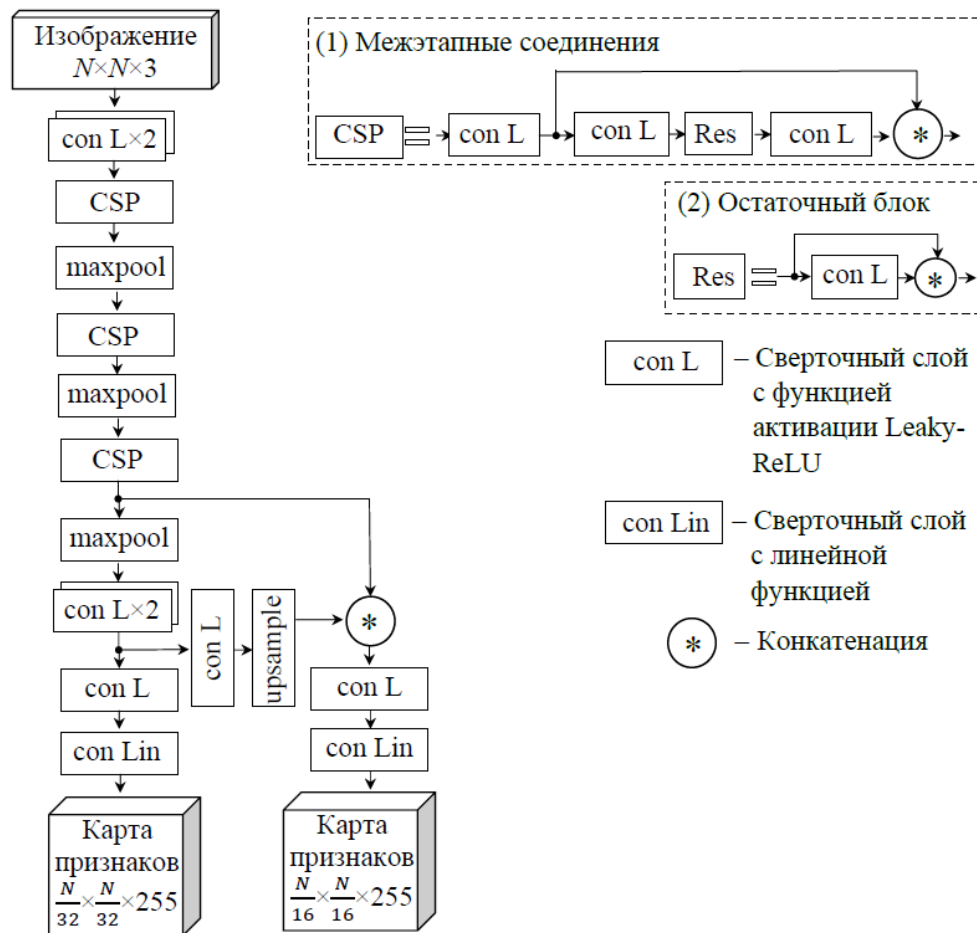 Изображение
N×N×3
con L×2
CSP
maxpool
CSP
maxpool
CSP
maxpool
con L×2
con L
upsample
*
con L
con Lin
con L
con Lin
Карта
признаков
N/32 × N/32 ×255
Карта
признаков
N/16 × N/16 ×255
(1) Межэтапные соединения
CSP = con L con L Res con L *
(2) Остаточный блок
Res = con L *
con L – Сверточный слой
с функцией
активации Leaky-
ReLU
con Lin – Сверточный слой
с линейной
функцией
* – Конкатенация